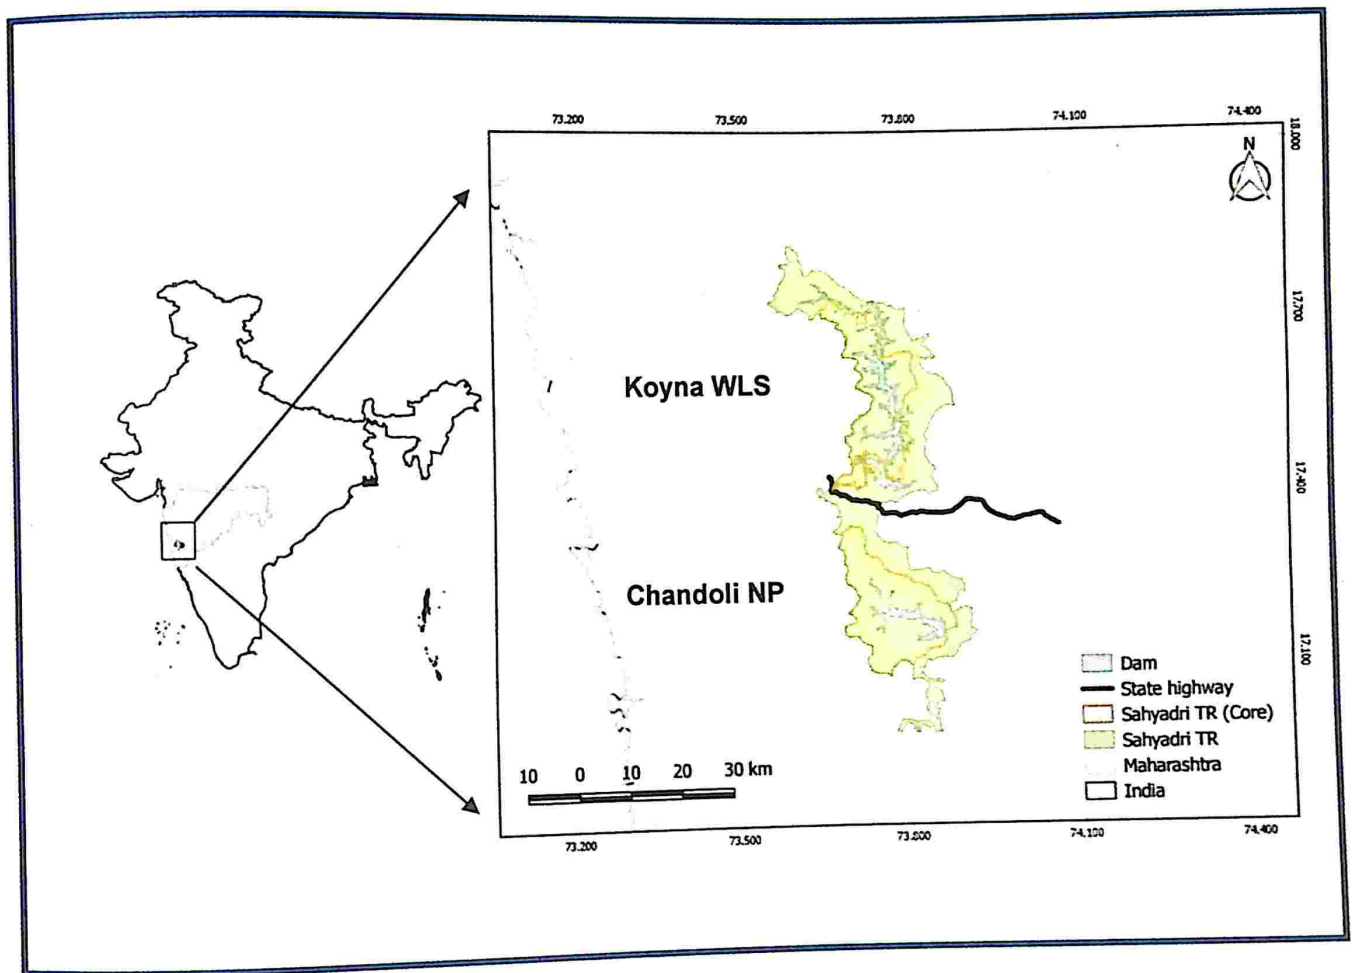 73.200 73.500 73.800 74.100 74.400
18.000
N
17.700
Koyna WLS
17.400
Chandoli NP
17.100
Dam
State highway
Sahyadri TR (Core)
Sahyadri TR
Maharashtra
India
10 0 10 20 30 km
73.200 73.500 73.800 74.100 74.400